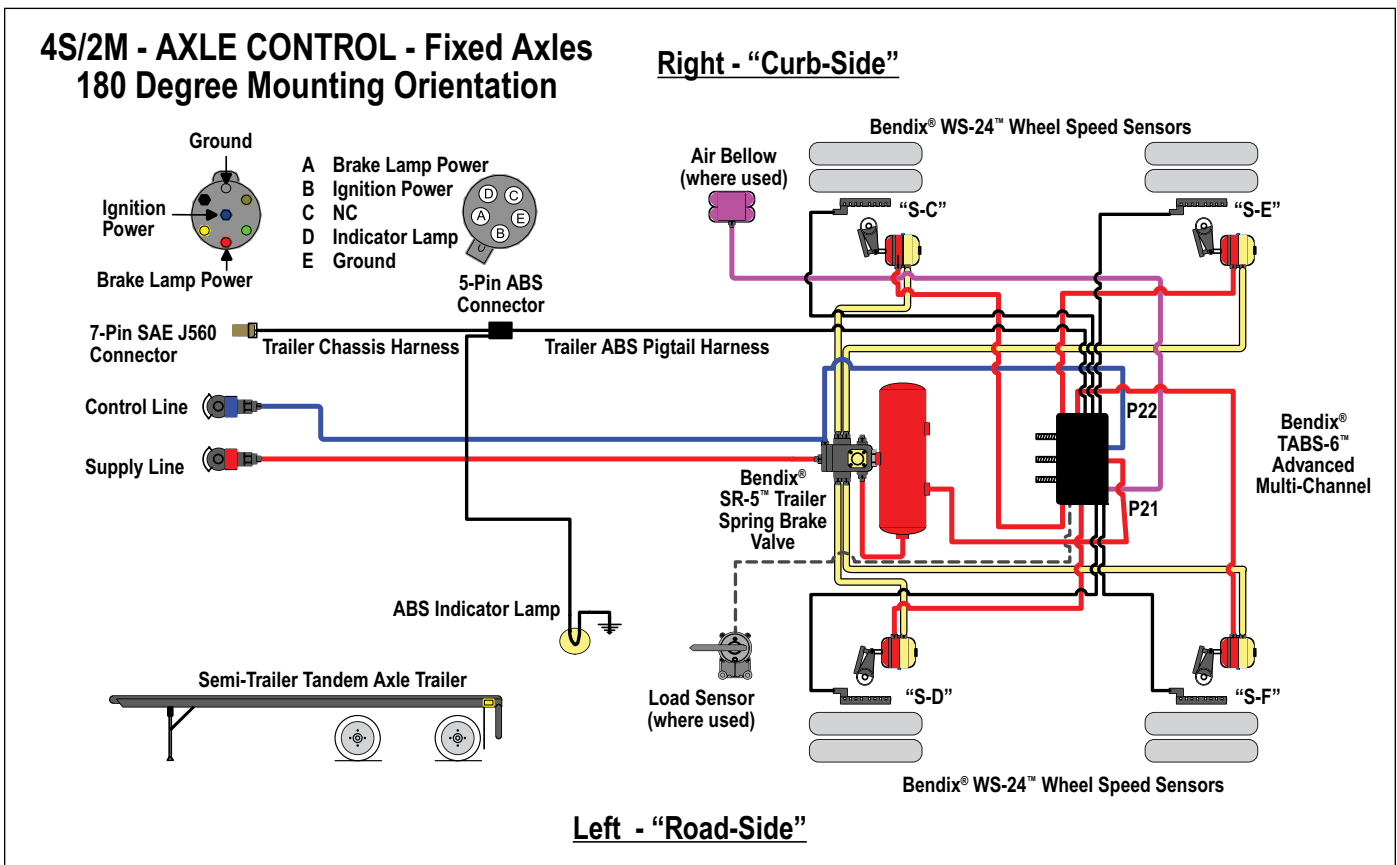 4S/2M - AXLE CONTROL - Fixed Axles
180 Degree Mounting Orientation
Right - “Curb-Side”
Ground
Ignition
Power
Brake Lamp Power
A Brake Lamp Power
B Ignition Power
C NC
D Indicator Lamp
E Ground
D
C
A
E
B
5-Pin ABS
Connector
Air Bellow
(where used)
Bendix® WS-24™ Wheel Speed Sensors
“S-C”
“S-E”
7-Pin SAE J560
Connector
Trailer Chassis Harness
Trailer ABS Pigtail Harness
Control Line
Supply Line
Bendix®
SR-5™ Trailer
Spring Brake
Valve
P22
P21
Bendix®
TABS-6™
Advanced
Multi-Channel
ABS Indicator Lamp
Semi-Trailer Tandem Axle Trailer
Load Sensor
(where used)
“S-D”
“S-F”
Bendix® WS-24™ Wheel Speed Sensors
Left - “Road-Side”